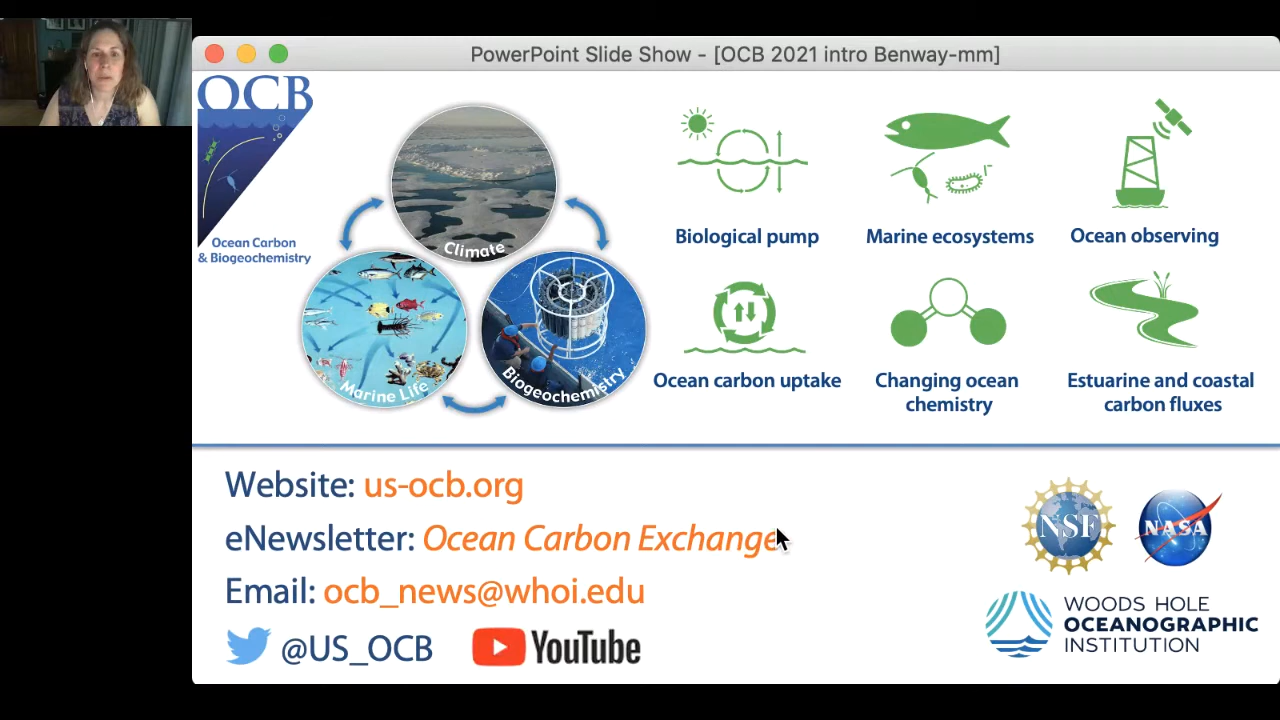 PowerPoint Slide Show - [OCB 2021 intro Benway-mm]
OCB
Ocean Carbon
& Biogeochemistry
Climate
Marine Life
Biogeochemistry
Biological pump
Marine ecosystems
Ocean observing
Ocean carbon uptake
Changing ocean
chemistry
Estuarine and coastal
carbon fluxes
Website: us-ocb.org
eNewsletter: Ocean Carbon Exchange
Email: ocb_news@whoi.edu
@US_OCB
YouTube
NSF
NASA
WOODS HOLE
OCEANOGRAPHIC
INSTITUTION